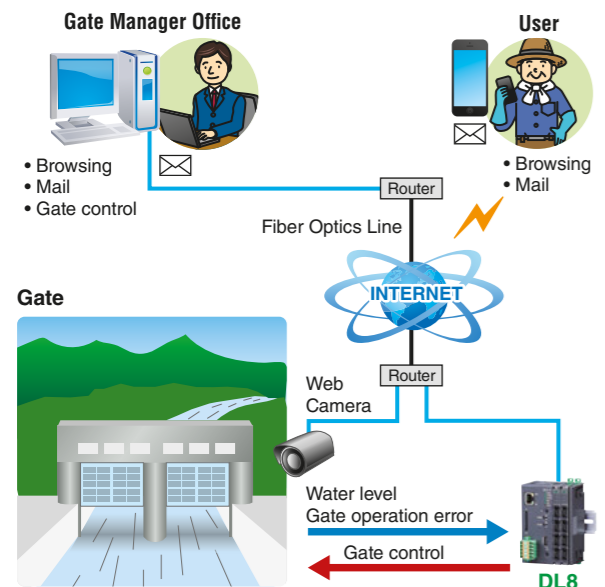 Gate Manager Office
User
• Browsing
• Mail
• Gate control
• Browsing
• Mail
Router
Fiber Optics Line
INTERNET
Gate
Router
Web
Camera
Water level
Gate operation error
Gate control
DL8